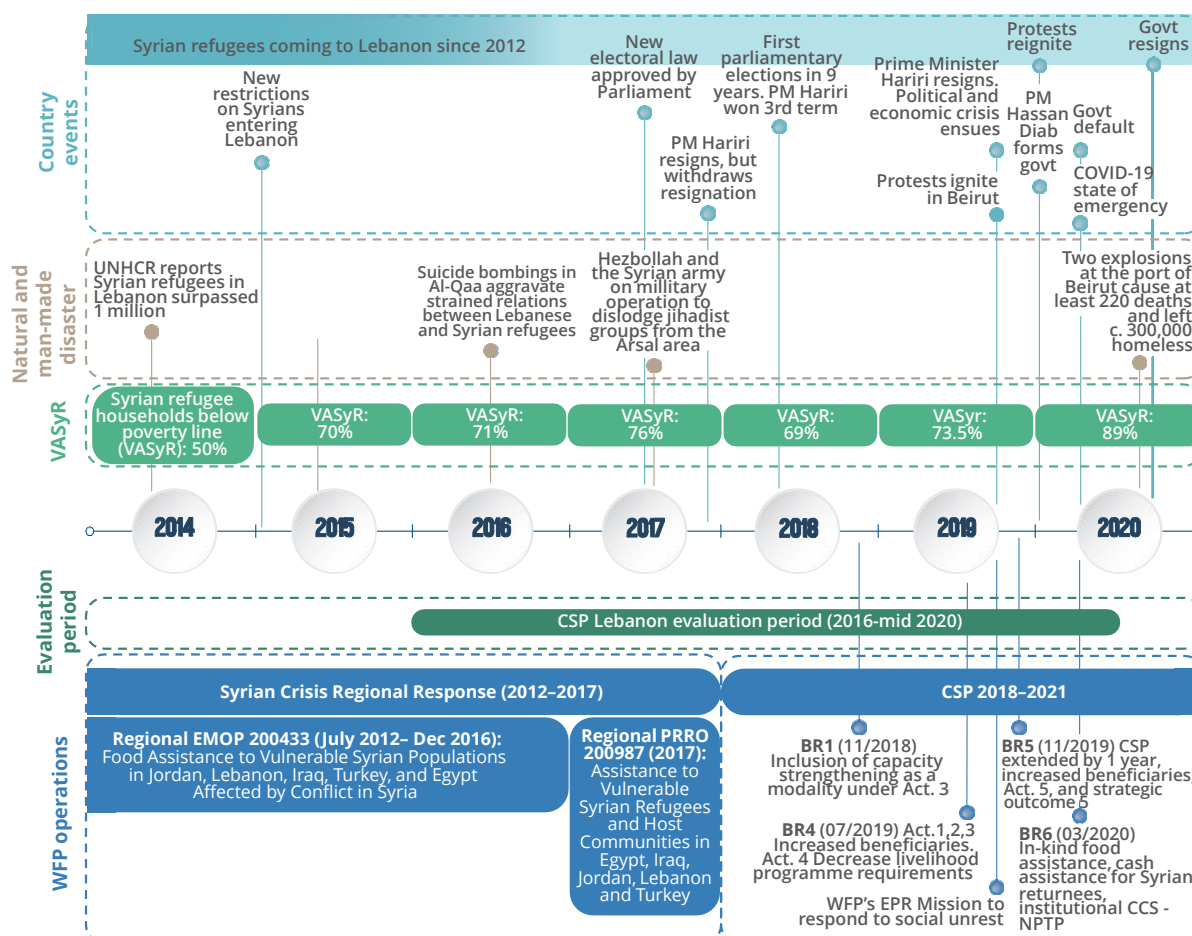 Country
events
Syrian refugees coming to Lebanon since 2012
New
restrictions
on Syrians
entering
Lebanon
New
electoral law
approved by
Parliament
PM Hariri
resigns, but
withdraws
resignation
First
parliamentary
elections in 9
years. PM Hariri
won 3rd term
Prime Minister
Hariri resigns.
Political and
economic crisis
ensues
Protests ignite
in Beirut
Protests
reignite
PM
Hassan
Diab
forms
govt
Govt
default
COVID-19
state of
emergency
Govt
resigns
Natural and
man-made
disaster
UNHCR reports
Syrian refugees in
Lebanon surpassed
1 million
Suicide bombings in
Al-Qaa aggravate
strained relations
between Lebanese
and Syrian refugees
Hezbollah and
the Syrian army
on millitary
operation to
dislodge jihadist
groups from the
Arsal area
Two explosions
at the port of
Beirut cause at
least 220 deaths
and left
c. 300,000
homeless
VASyR
Syrian refugee
households below
poverty line
(VASyR): 50%
VASyR:
70%
VASyR:
71%
VASyR:
76%
VASyR:
69%
VASyr:
73.5%
VASyR:
89%
2014
2015
2016
2017
2018
2019
2020
Evaluation
period
CSP Lebanon evaluation period (2016-mid 2020)
WFP operations
Syrian Crisis Regional Response (2012–2017)
CSP 2018–2021
Regional EMOP 200433 (July 2012– Dec 2016):
Food Assistance to Vulnerable Syrian Populations
in Jordan, Lebanon, Iraq, Turkey, and Egypt
Affected by Conflict in Syria
Regional PRRO
200987 (2017):
Assistance to
Vulnerable
Syrian Refugees
and Host
Communities in
Egypt, Iraq,
Jordan, Lebanon
and Turkey
BR1 (11/2018)
Inclusion of capacity
strengthening as a
modality under Act. 3
BR4 (07/2019) Act.1,2,3
Increased beneficiaries.
Act. 4 Decrease livelihood
programme requirements
WFP's EPR Mission to
respond to social unrest
BR5 (11/2019) CSP
extended by 1 year,
increased beneficiaries,
Act. 5, and strategic
outcome 5
BR6 (03/2020)
In-kind food
assistance, cash
assistance for Syrian
returnees,
institutional CCS -
NPTP